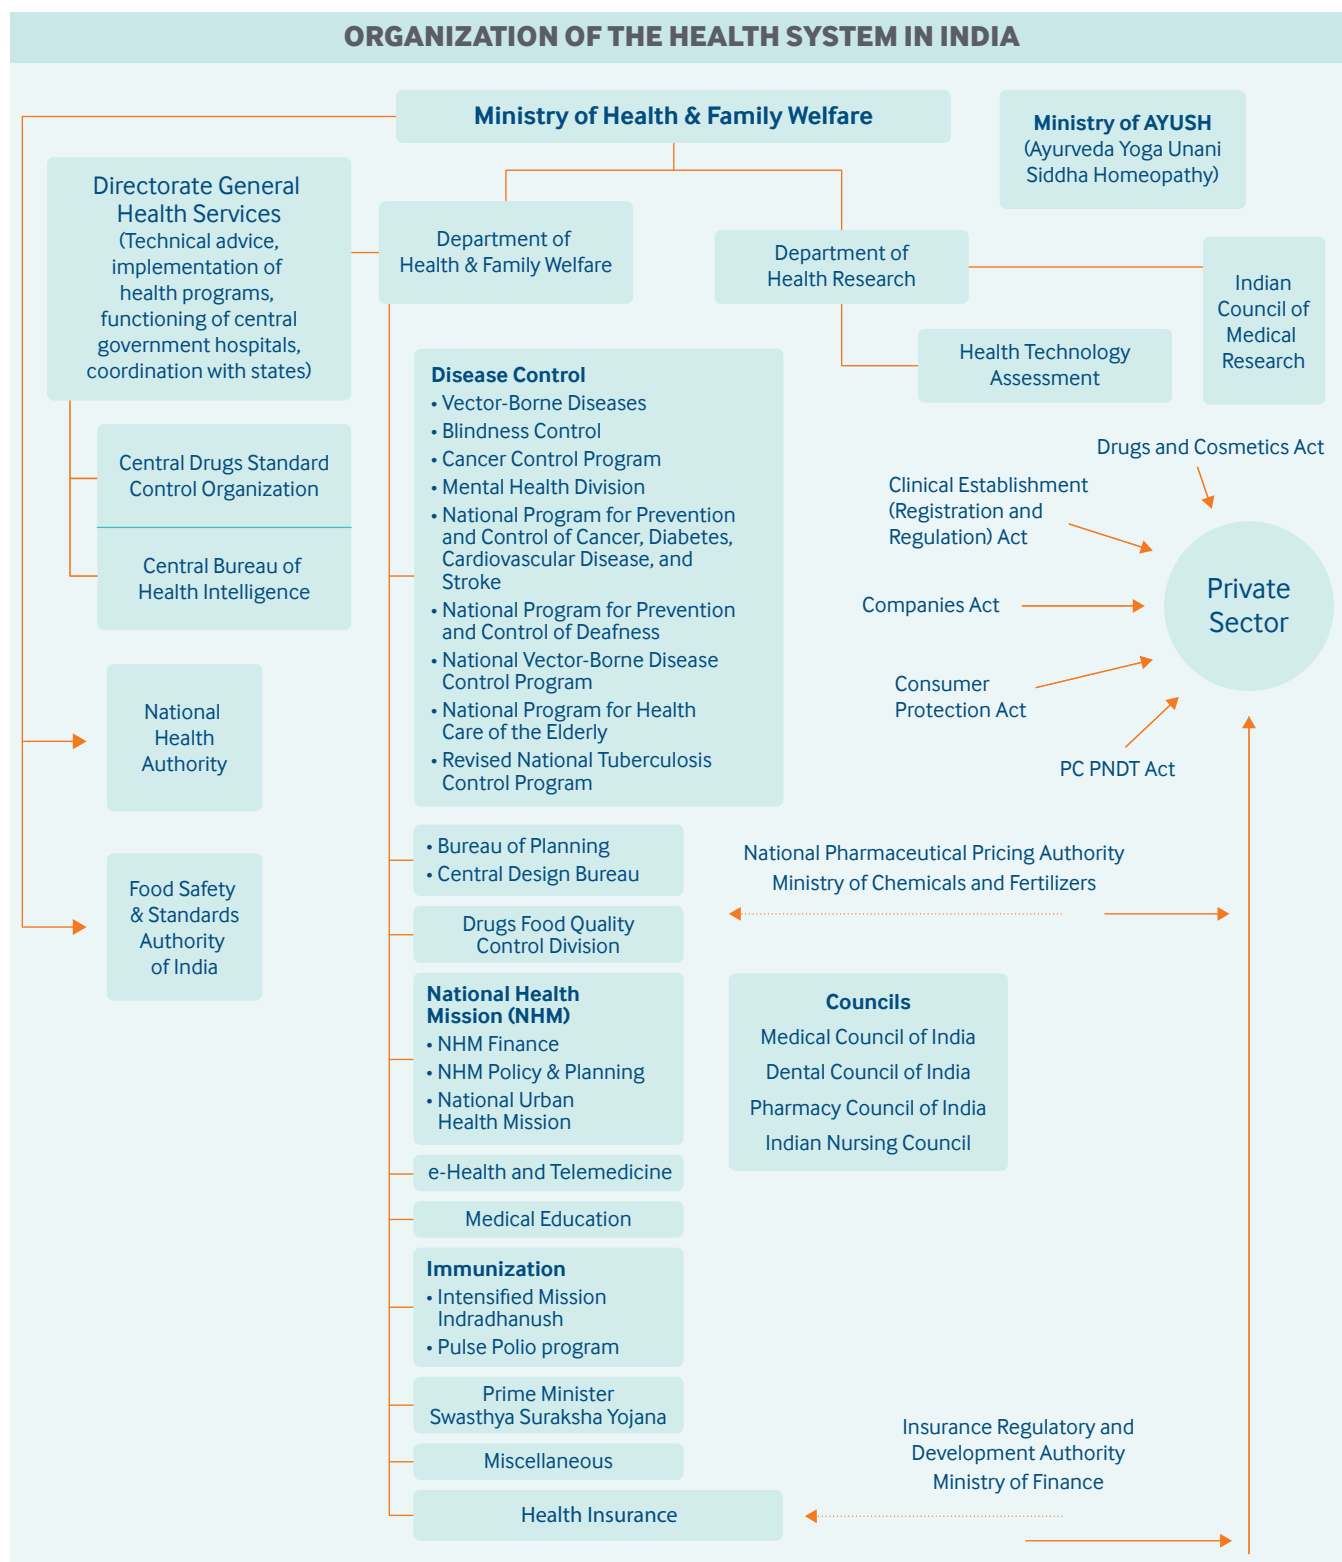 ORGANIZATION OF THE HEALTH SYSTEM IN INDIA
Ministry of Health & Family Welfare
Ministry of AYUSH
(Ayurveda Yoga Unani
Siddha Homeopathy)
Directorate General
Health Services
(Technical advice,
implementation of
health programs,
functioning of central
government hospitals,
coordination with states)
Department of
Health & Family Welfare
Department of
Health Research
Indian
Council of
Medical
Research
Health Technology
Assessment
Central Drugs Standard
Control Organization
Central Bureau of
Health Intelligence
National
Health
Authority
Food Safety
& Standards
Authority
of India
Disease Control
• Vector-Borne Diseases
• Blindness Control
• Cancer Control Program
• Mental Health Division
• National Program for Prevention
and Control of Cancer, Diabetes,
Cardiovascular Disease, and
Stroke
• National Program for Prevention
and Control of Deafness
• National Vector-Borne Disease
Control Program
• National Program for Health
Care of the Elderly
• Revised National Tuberculosis
Control Program
Drugs and Cosmetics Act
Clinical Establishment
(Registration and
Regulation) Act
Companies Act
Consumer
Protection Act
PC PNDT Act
Private
Sector
• Bureau of Planning
• Central Design Bureau
National Pharmaceutical Pricing Authority
Ministry of Chemicals and Fertilizers
Drugs Food Quality
Control Division
National Health
Mission (NHM)
• NHM Finance
• NHM Policy & Planning
• National Urban
Health Mission
Councils
Medical Council of India
Dental Council of India
Pharmacy Council of India
Indian Nursing Council
e-Health and Telemedicine
Medical Education
Immunization
• Intensified Mission
Indradhanush
• Pulse Polio program
Prime Minister
Swasthya Suraksha Yojana
Miscellaneous
Health Insurance
Insurance Regulatory and
Development Authority
Ministry of Finance